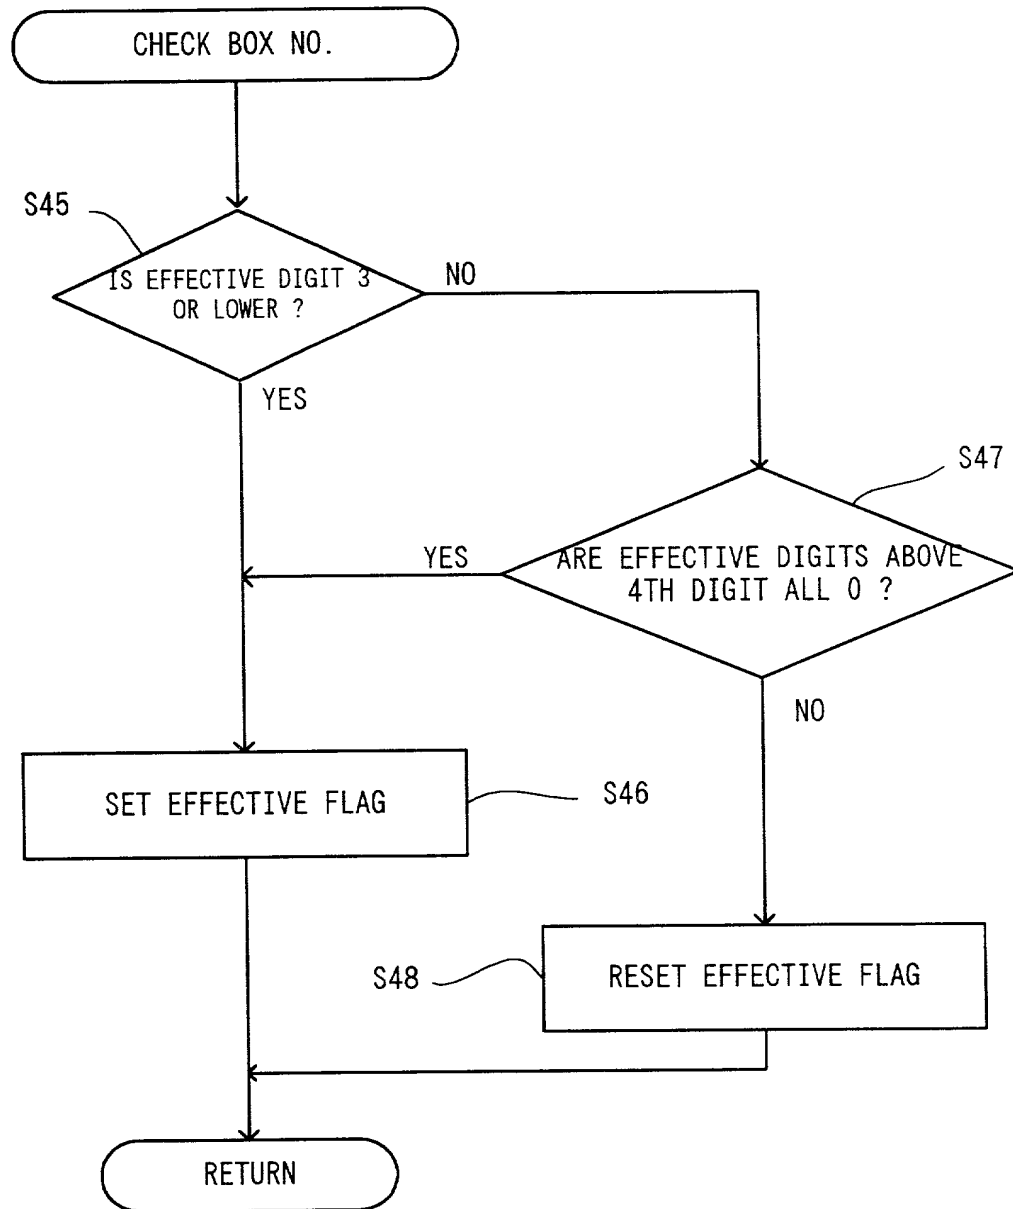 CHECK BOX NO.
S45
IS EFFECTIVE DIGIT 3
OR LOWER ?
NO
YES
S47
YES
ARE EFFECTIVE DIGITS ABOVE
4TH DIGIT ALL 0 ?
NO
SET EFFECTIVE FLAG
S46
S48
RESET EFFECTIVE FLAG
RETURN